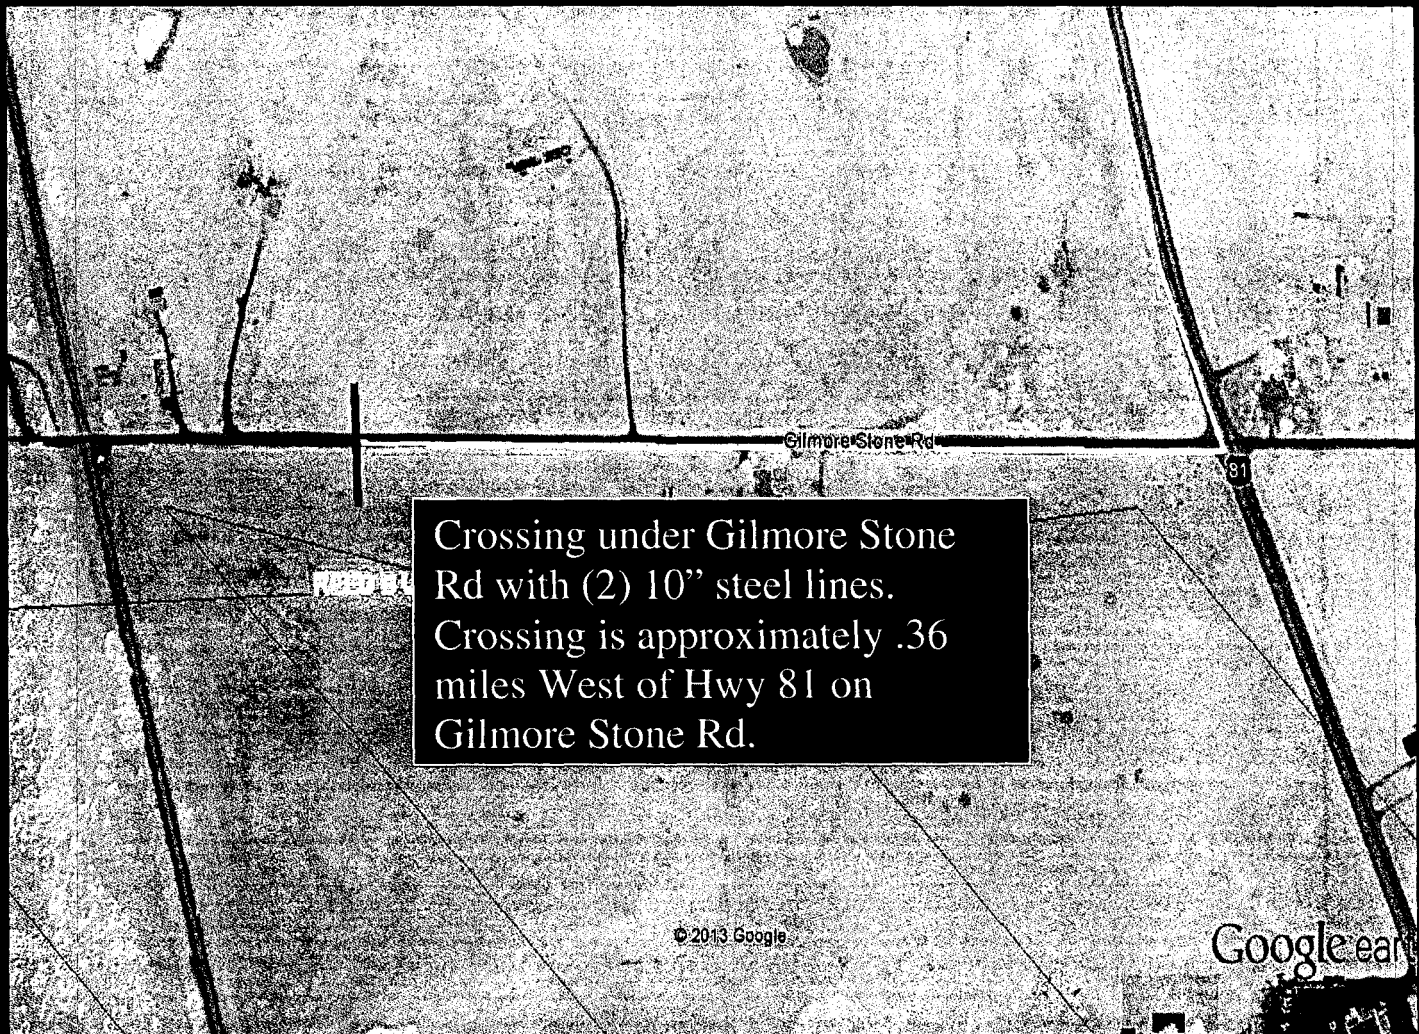 Gilmore Stone Rd
81
Crossing under Gilmore Stone
Rd with (2) 10” steel lines.
Crossing is approximately .36
miles West of Hwy 81 on
Gilmore Stone Rd.
© 2013 Google
Google ear